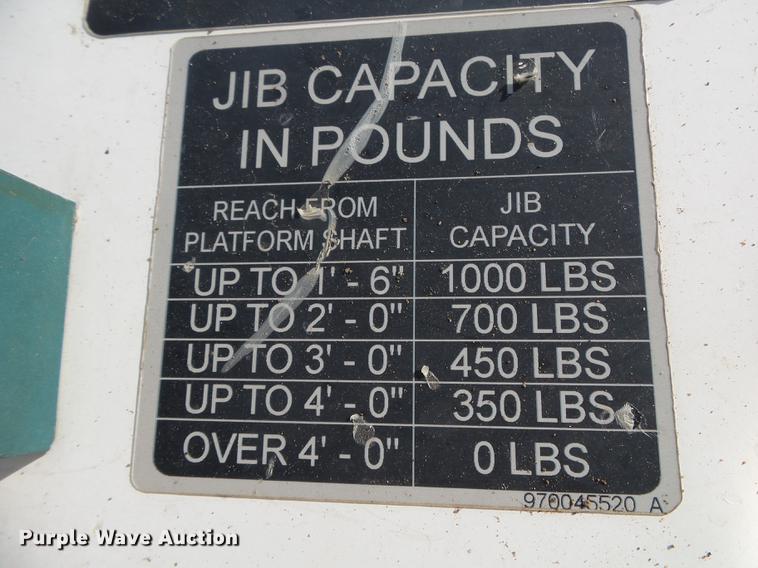 JIB CAPACITY
IN POUNDS
REACH FROM
PLATFORM SHAFT
JIB
CAPACITY
UP TO 1' - 6" 1000 LBS
UP TO 2' - 0" 700 LBS
UP TO 3' - 0" 450 LBS
UP TO 4' - 0" 350 LBS
OVER 4' - 0" 0 LBS
970045520 A
Purple Wave Auction